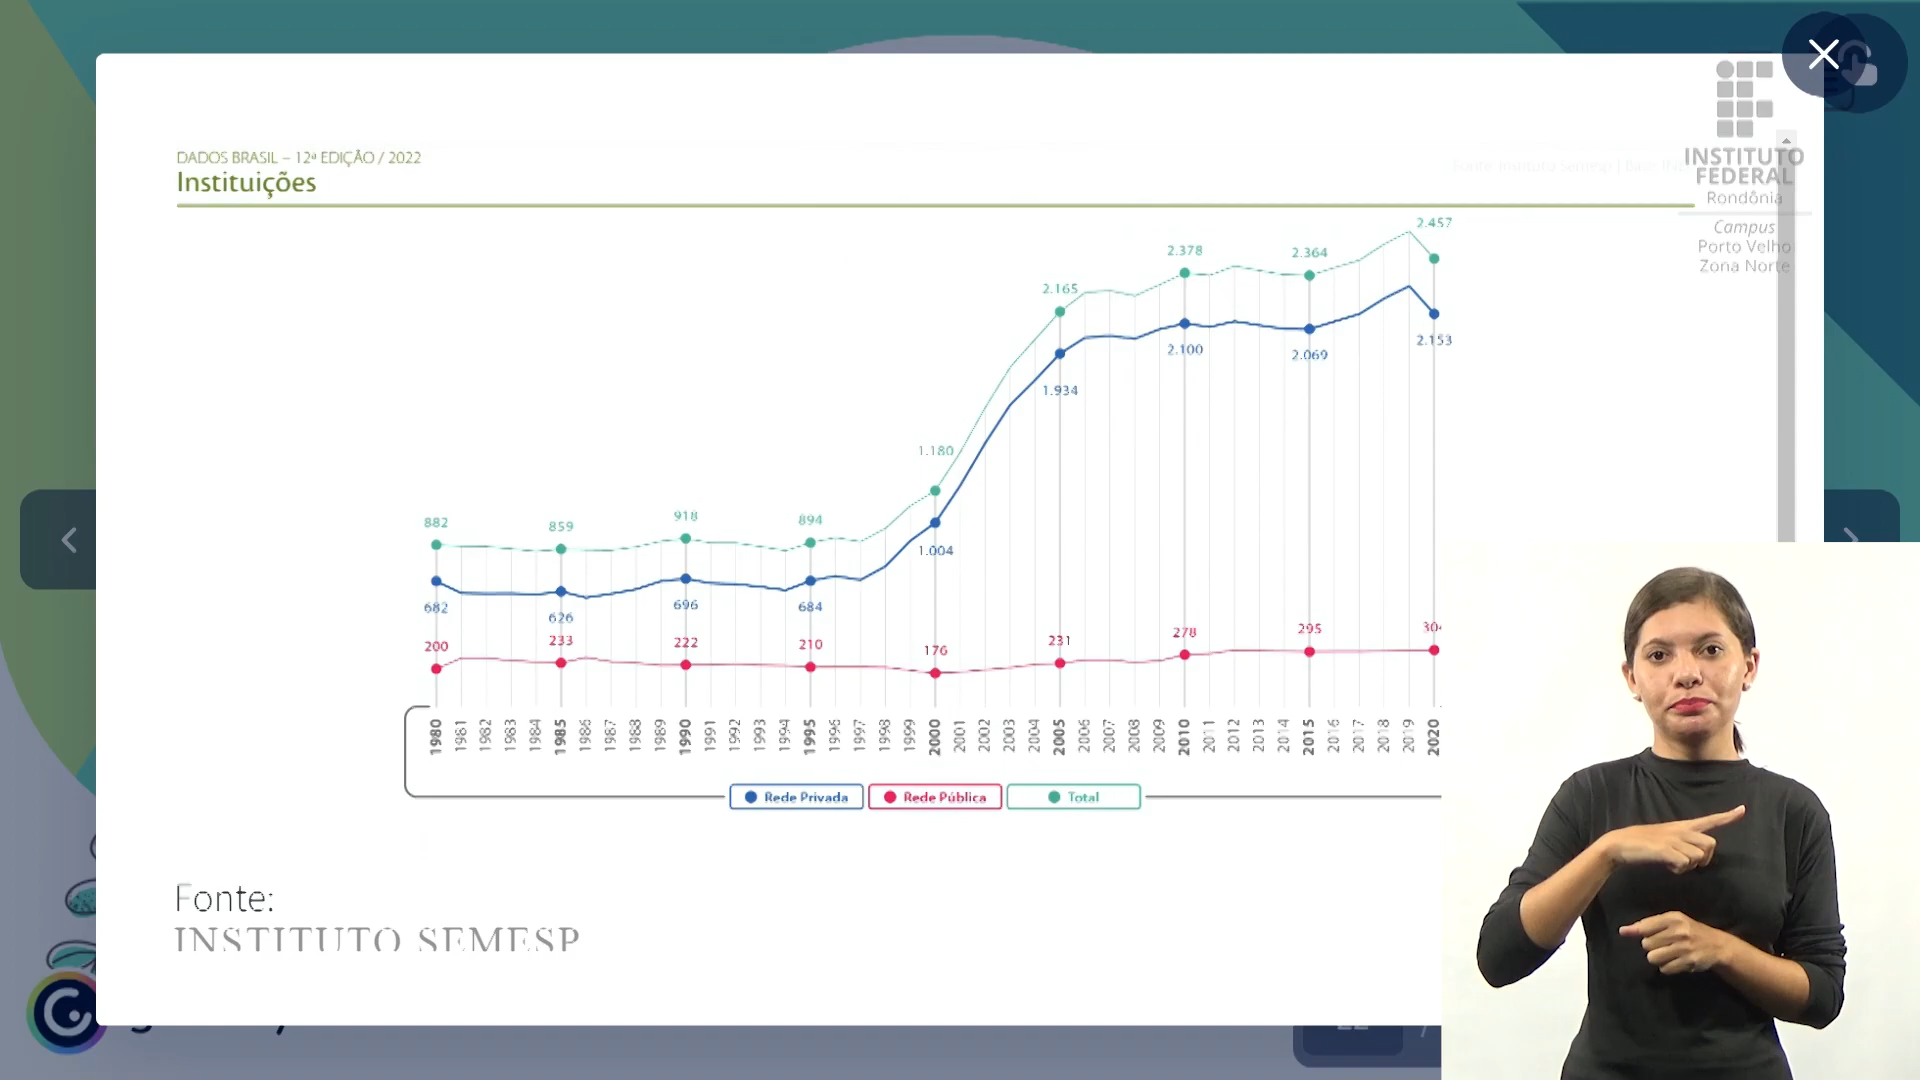 DADOS BRASIL – 12ª EDIÇÃO / 2022
Instituições
INSTITUTO
FEDERAL
Rondônia
Campus
Porto Velho
Zona Norte
2.457
2.378
2.364
2.165
2.153
2.100
2.069
1.934
1.180
1.004
882
859
918
894
682
626
696
684
200
233
222
210
176
231
278
295
1980 1981 1982 1983 1984 1985 1986 1987 1988 1989 1990 1991 1992 1993 1994 1995 1996 1997 1998 1999 2000 2001 2002 2003 2004 2005 2006 2007 2008 2009 2010 2011 2012 2013 2014 2015 2016 2017 2018 2019 2020
Rede Privada Rede Pública Total
Fonte:
INSTITUTO SEMESP